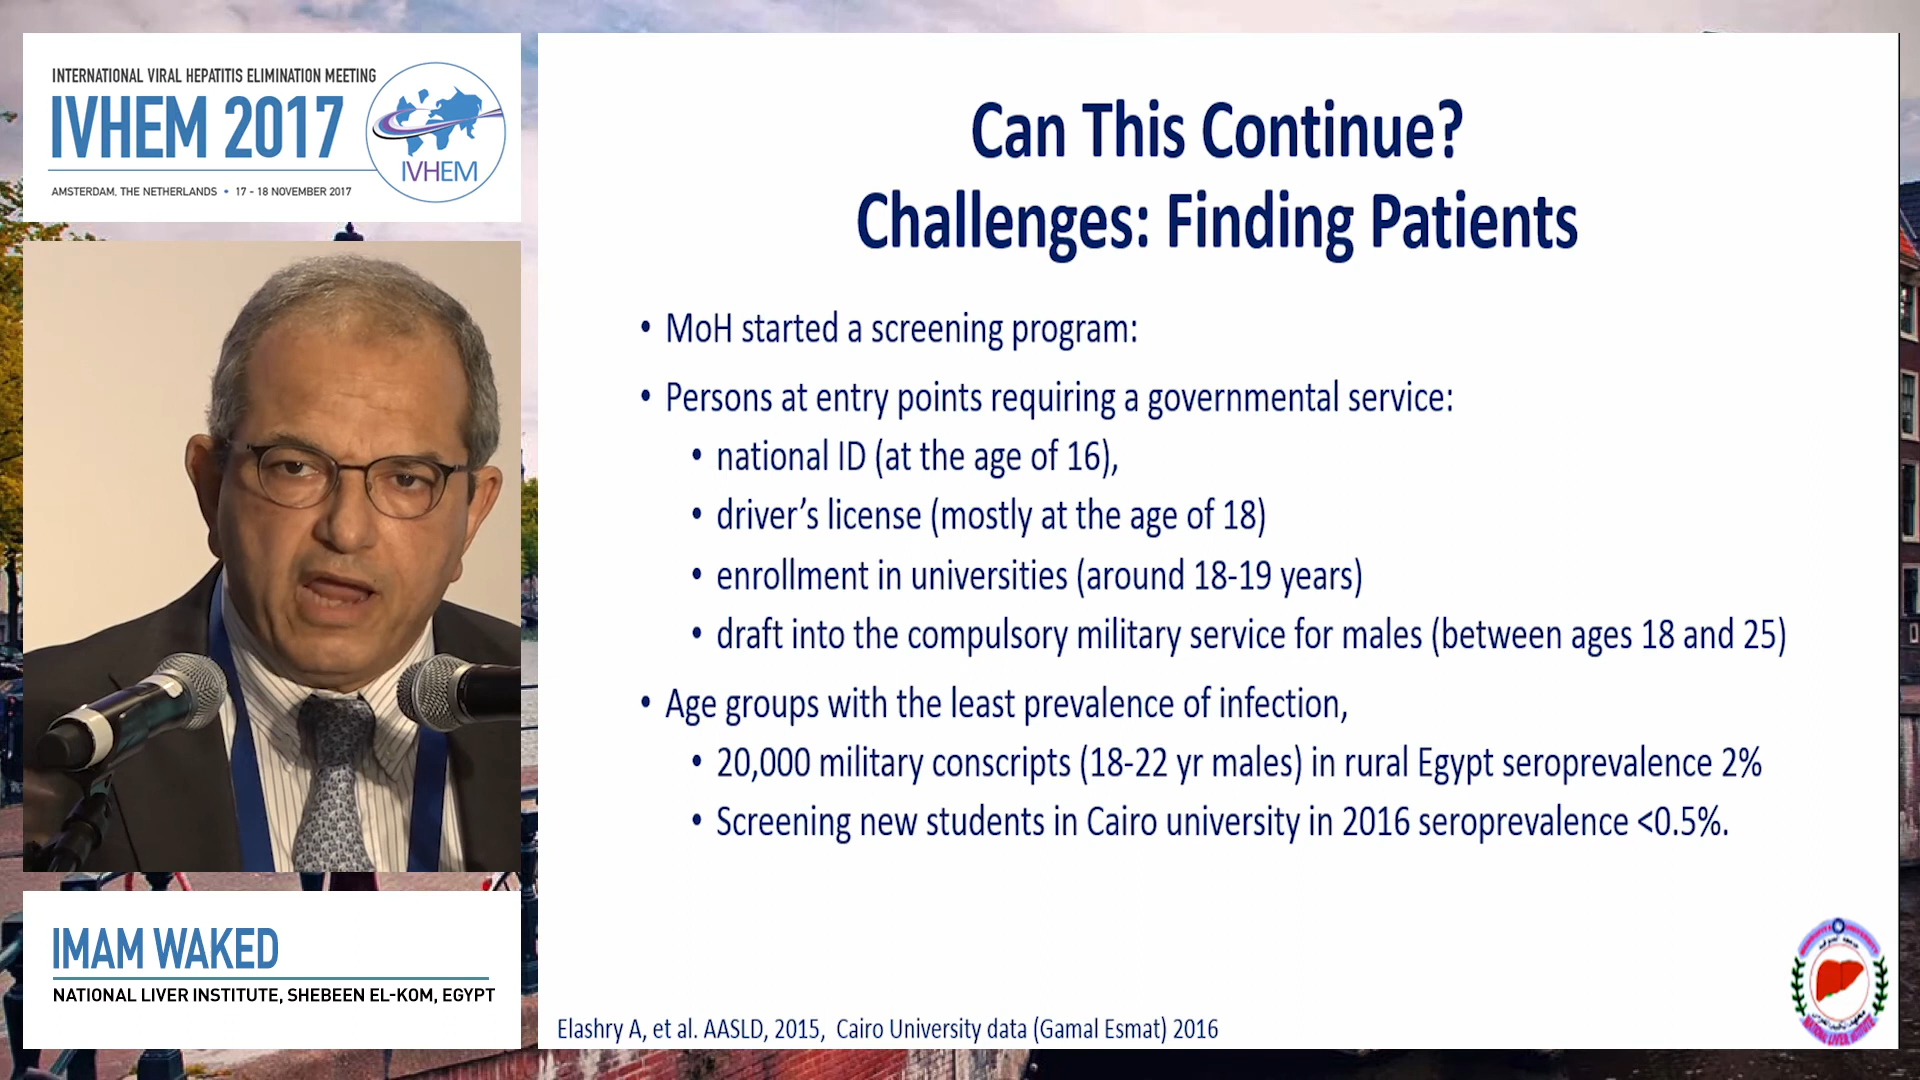 INTERNATIONAL VIRAL HEPATITIS ELIMINATION MEETING
IVHEM 2017
IVHEM
AMSTERDAM, THE NETHERLANDS • 17 - 18 NOVEMBER 2017
IMAM WAKED
NATIONAL LIVER INSTITUTE, SHEBEEN EL-KOM, EGYPT
Can This Continue?
Challenges: Finding Patients
• MoH started a screening program:
• Persons at entry points requiring a governmental service:
• national ID (at the age of 16),
• driver’s license (mostly at the age of 18)
• enrollment in universities (around 18-19 years)
• draft into the compulsory military service for males (between ages 18 and 25)
• Age groups with the least prevalence of infection,
• 20,000 military conscripts (18-22 yr males) in rural Egypt seroprevalence 2%
• Screening new students in Cairo university in 2016 seroprevalence <0.5%.
Elashry A, et al. AASLD, 2015, Cairo University data (Gamal Esmat) 2016
NATIONAL LIVER INSTITUTE